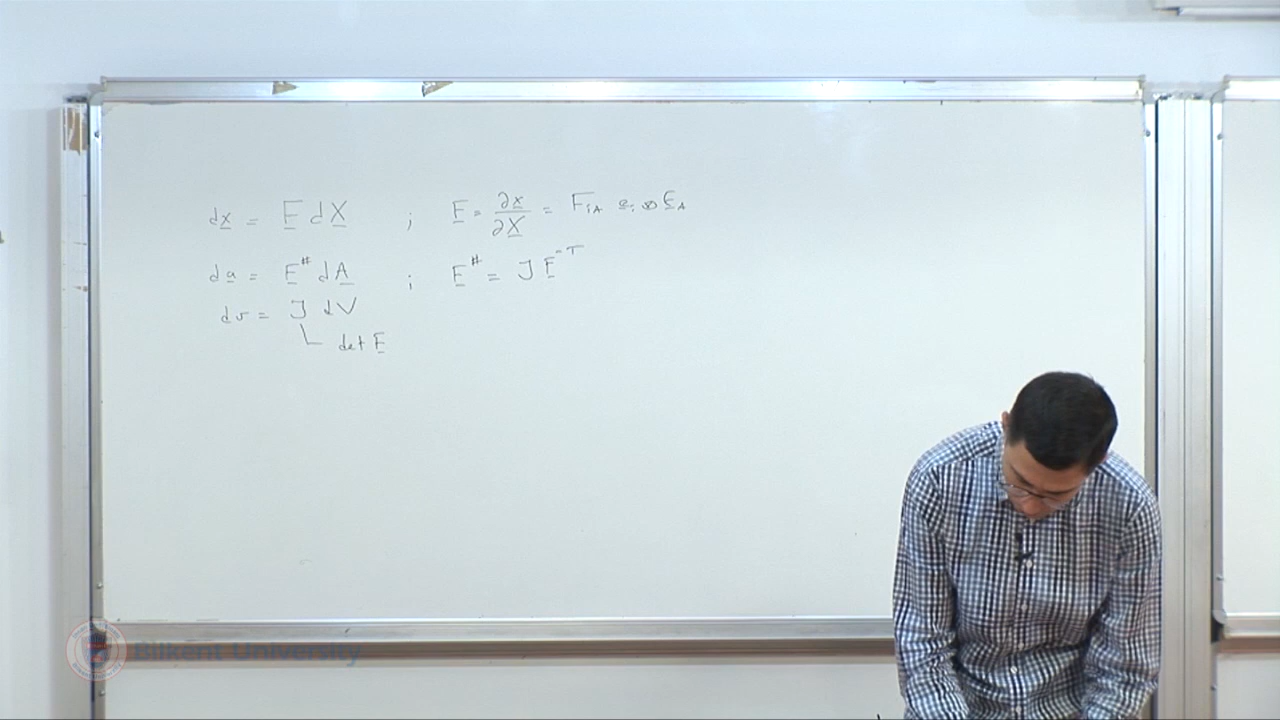 dx = F dX ; F = ∂x/∂X = F_iA e_i ⊗ E_A
da = F^# dA ; F^# = J F^-T
dv = J dV
det F
Bilkent University